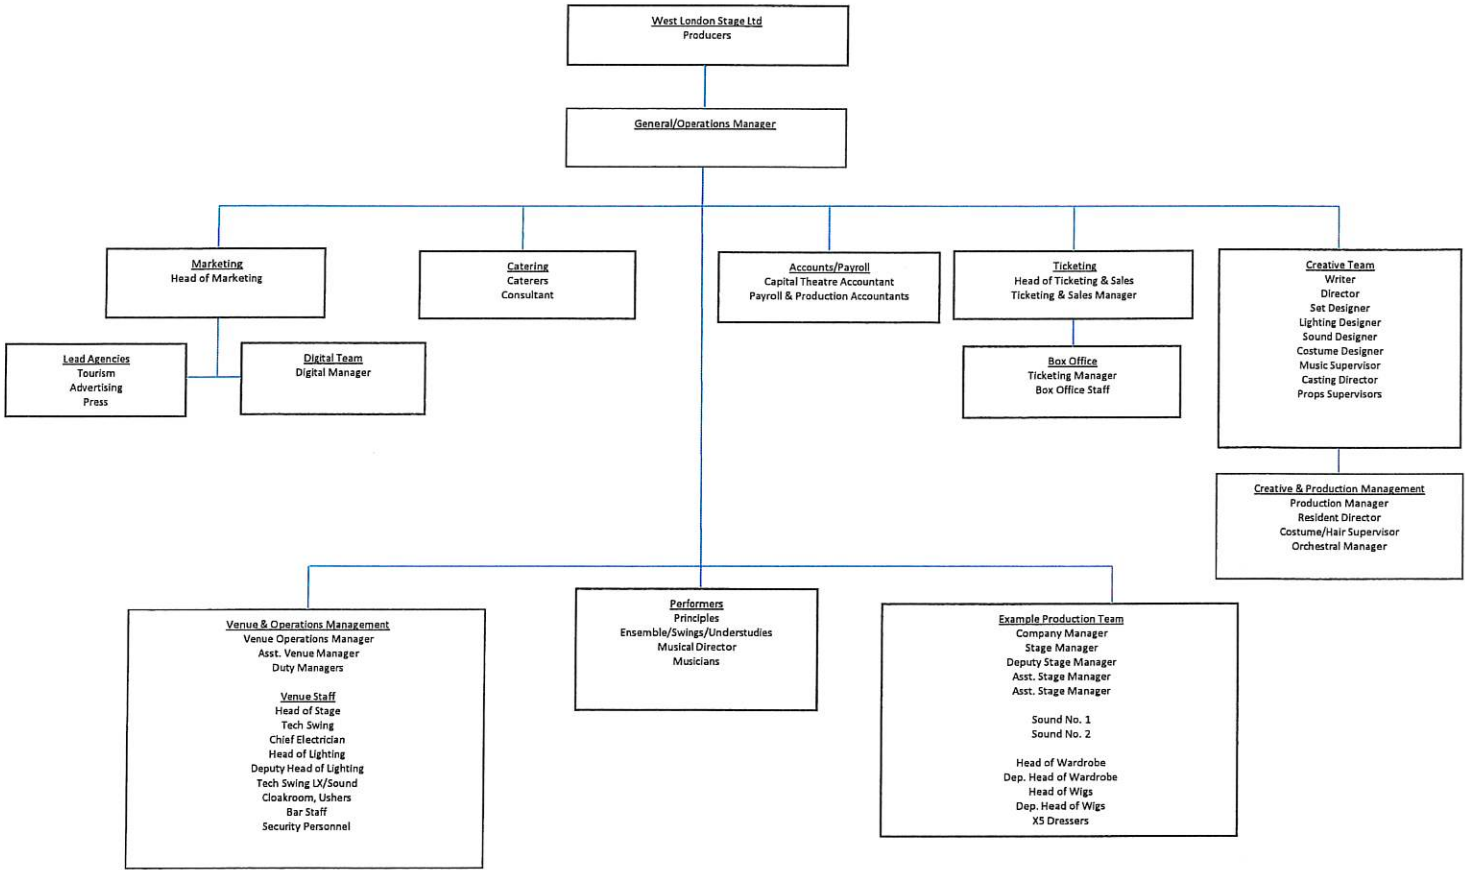 West London Stage Ltd
Producers
General/Operations Manager
Marketing
Head of Marketing
Catering
Caterers
Consultant
Accounts/Payroll
Capital Theatre Accountant
Payroll & Production Accountants
Ticketing
Head of Ticketing & Sales
Ticketing & Sales Manager
Creative Team
Writer
Director
Set Designer
Lighting Designer
Sound Designer
Costume Designer
Music Supervisor
Casting Director
Props Supervisors
Lead Agencies
Tourism
Advertising
Press
Digital Team
Digital Manager
Box Office
Ticketing Manager
Box Office Staff
Creative & Production Management
Production Manager
Resident Director
Costume/Hair Supervisor
Orchestral Manager
Venue & Operations Management
Venue Operations Manager
Asst. Venue Manager
Duty Managers
Venue Staff
Head of Stage
Tech Swing
Chief Electrician
Head of Lighting
Deputy Head of Lighting
Tech Swing LX/Sound
Cloakroom, Ushers
Bar Staff
Security Personnel
Performers
Principles
Ensemble/Swings/Understudies
Musical Director
Musicians
Example Production Team
Company Manager
Stage Manager
Deputy Stage Manager
Asst. Stage Manager
Asst. Stage Manager
Sound No. 1
Sound No. 2
Head of Wardrobe
Dep. Head of Wardrobe
Head of Wigs
Dep. Head of Wigs
X5 Dressers